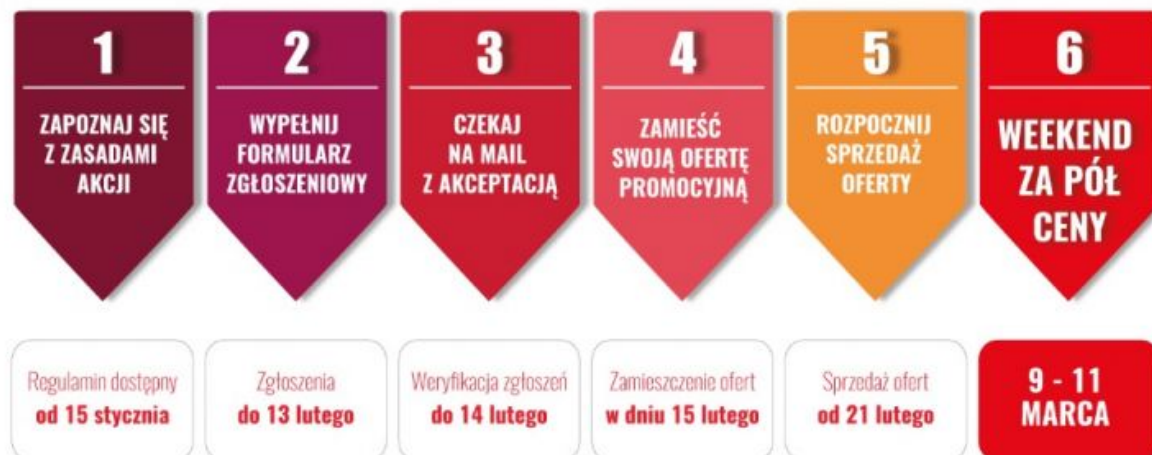 1
ZAPOZNAJ SIĘ
Z ZASADAMI
AKCJI
2
WYPEŁNIJ
FORMULARZ
ZGŁOSZENIOWY
3
CZEKAJ
NA MAIL
Z AKCEPTACJĄ
4
ZAMIEŚĆ
SWOJĄ OFERTĘ
PROMOCYJNĄ
5
ROZPOCZNIJ
SPRZEDAŻ
OFERTY
6
WEEKEND
ZA PÓŁ
CENY
Regulamin dostępny
od 15 stycznia
Zgłoszenia
do 13 lutego
Weryfikacja zgłoszeń
do 14 lutego
Zamieszczenie ofert
w dniu 15 lutego
Sprzedaż ofert
od 21 lutego
9 - 11
MARCA